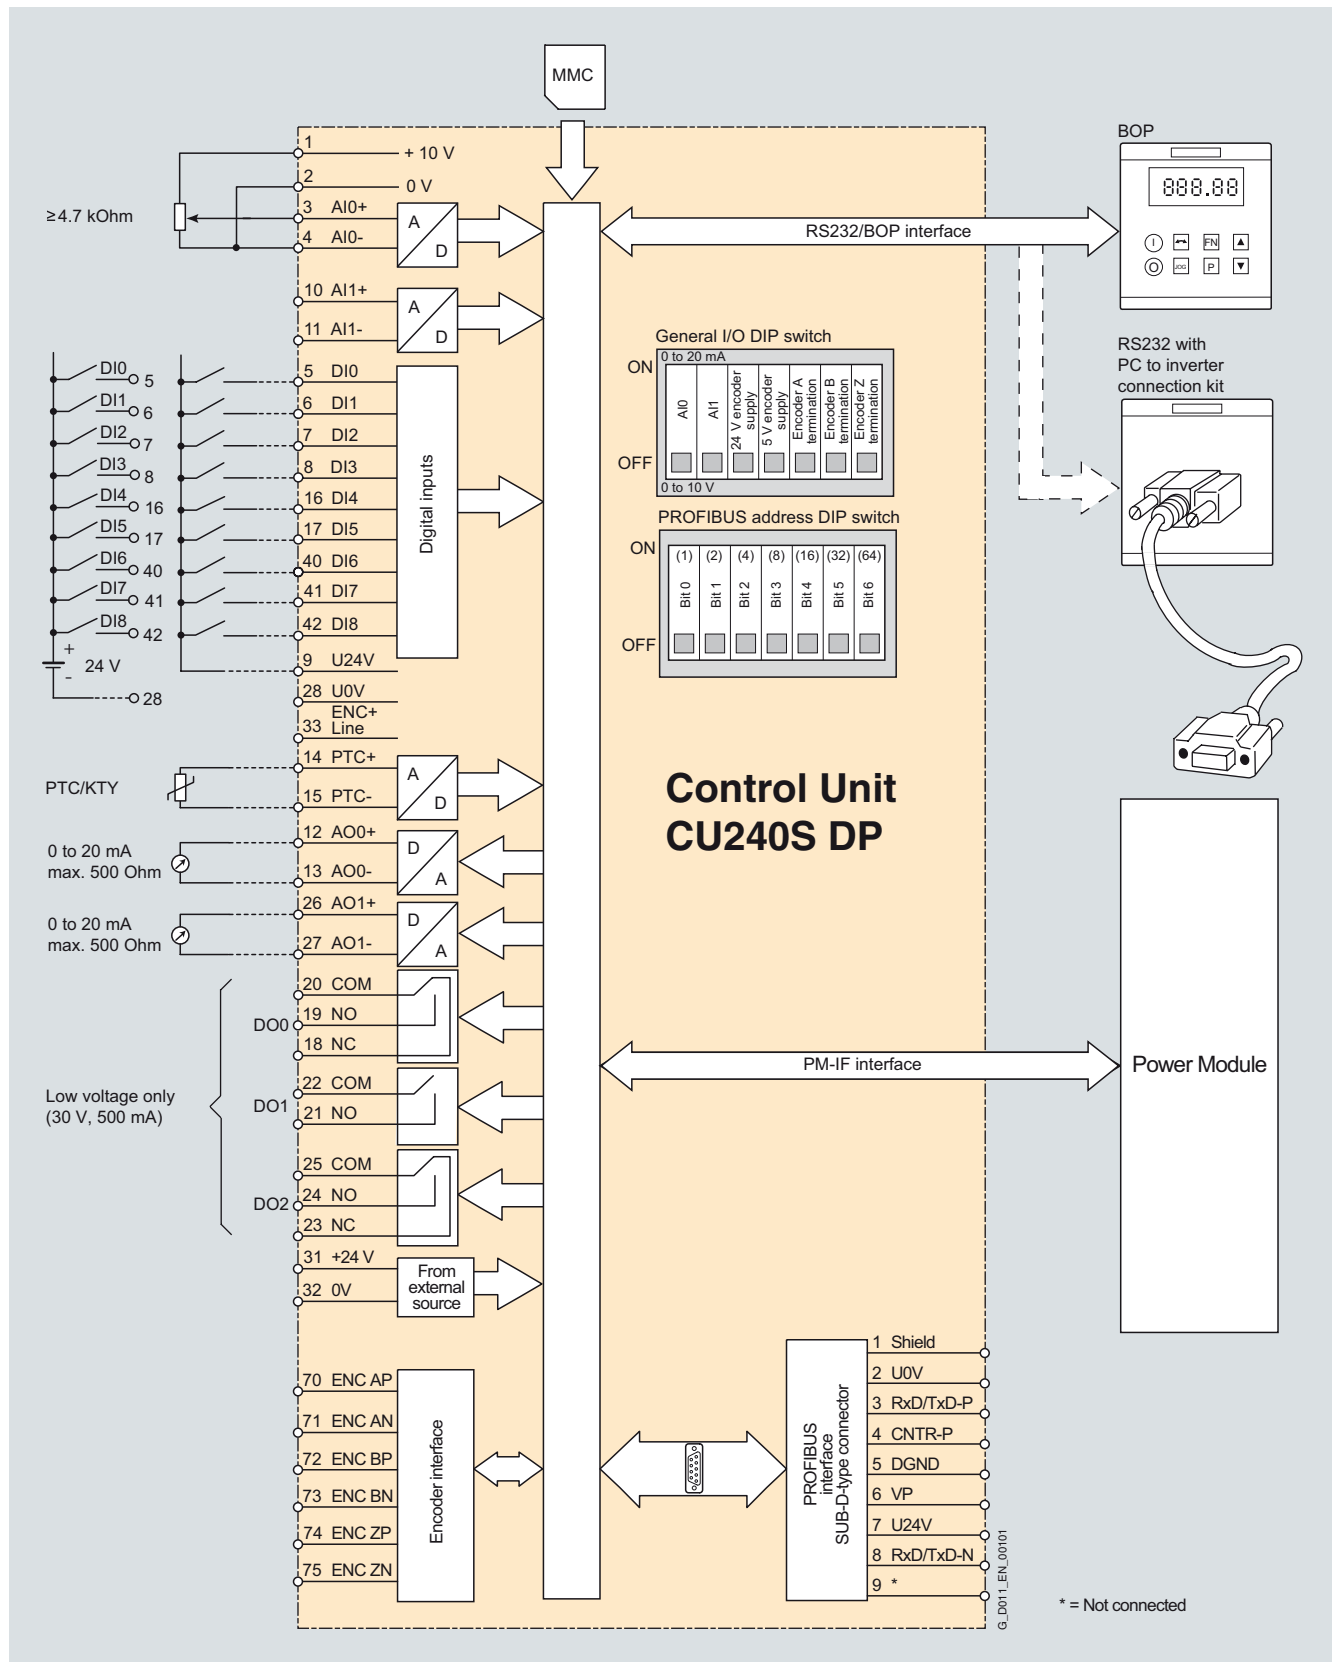 MMC
BOP
888.88
I
FN
▲
O
JOG
P
▼
1
+ 10 V
2
0 V
≥4.7 kOhm
3 AI0+
4 AI0-
A
D
RS232/BOP interface
10 AI1+
11 AI1-
A
D
RS232 with
PC to inverter
connection kit
General I/O DIP switch
ON
0 to 20 mA
AI0
AI1
24 V encoder
supply
5 V encoder
supply
Encoder A
termination
Encoder B
termination
Encoder Z
termination
OFF
0 to 10 V
PROFIBUS address DIP switch
ON
(1) (2) (4) (8) (16) (32) (64)
Bit 0
Bit 1
Bit 2
Bit 3
Bit 4
Bit 5
Bit 6
OFF
DI0 5
DI1 6
DI2 7
DI3 8
DI4 16
DI5 17
DI6 40
DI7 41
DI8 42
+
24 V
-
28
5 DI0
6 DI1
7 DI2
8 DI3
16 DI4
17 DI5
40 DI6
41 DI7
42 DI8
Digital inputs
9 U24V
28 U0V
ENC+
33 Line
PTC/KTY
14 PTC+
15 PTC-
A
D
Control Unit
CU240S DP
0 to 20 mA
max. 500 Ohm
12 AO0+
13 AO0-
D
A
0 to 20 mA
max. 500 Ohm
26 AO1+
27 AO1-
D
A
Low voltage only
(30 V, 500 mA)
DO0
20 COM
19 NO
18 NC
DO1
22 COM
21 NO
DO2
25 COM
24 NO
23 NC
PM-IF interface
Power Module
31 +24 V
32 0V
From
external
source
70 ENC AP
71 ENC AN
72 ENC BP
73 ENC BN
74 ENC ZP
75 ENC ZN
Encoder interface
PROFIBUS
interface
SUB-D-type connector
1 Shield
2 U0V
3 RxD/TxD-P
4 CNTR-P
5 DGND
6 VP
7 U24V
8 RxD/TxD-N
9 *
G_D011_EN_00101
* = Not connected